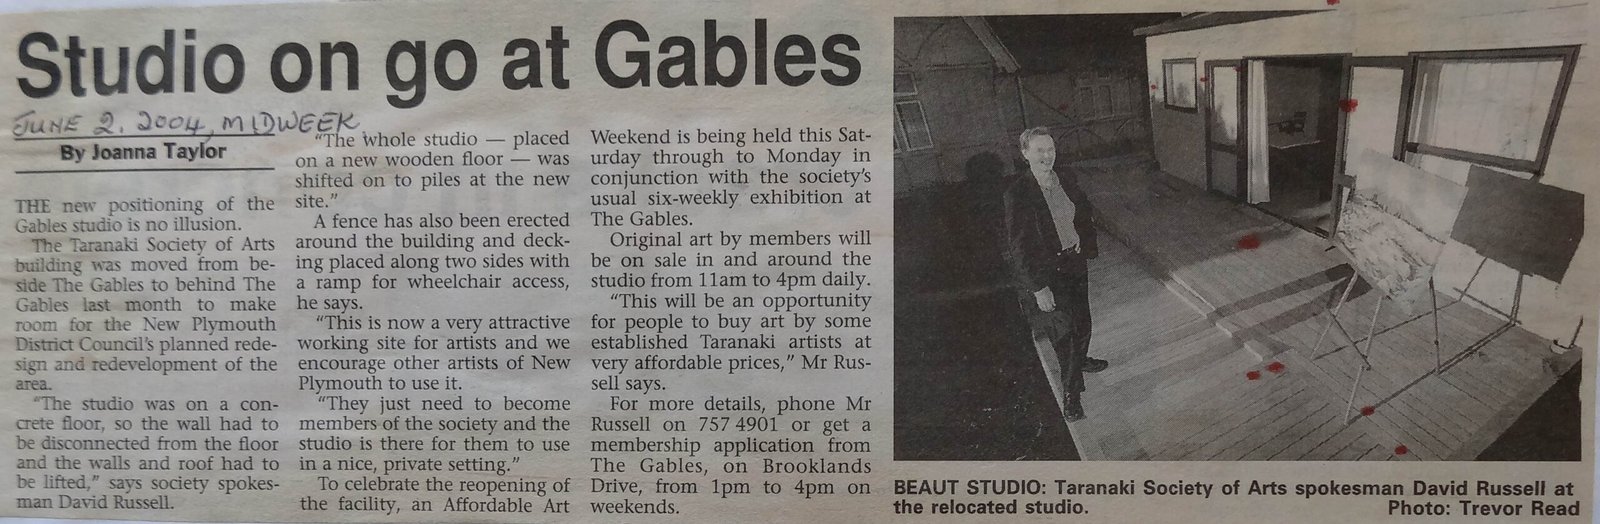 Studio on go at Gables
JUNE 2, 2004, MIDWEEK.
By Joanna Taylor
THE new positioning of the
Gables studio is no illusion.
The Taranaki Society of Arts
building was moved from be-
side The Gables to behind The
Gables last month to make
room for the New Plymouth
District Council's planned rede-
sign and redevelopment of the
area.
"The studio was on a con-
crete floor, so the wall had to
be disconnected from the floor
and the walls and roof had to
be lifted," says society spokes-
man David Russell.
"The whole studio — placed
on a new wooden floor — was
shifted on to piles at the new
site."
A fence has also been erected
around the building and deck-
ing placed along two sides with
a ramp for wheelchair access,
he says.
"This is now a very attractive
working site for artists and we
encourage other artists of New
Plymouth to use it.
"They just need to become
members of the society and the
studio is there for them to use
in a nice, private setting."
To celebrate the reopening of
the facility, an Affordable Art
Weekend is being held this Sat-
urday through to Monday in
conjunction with the society's
usual six-weekly exhibition at
The Gables.
Original art by members will
be on sale in and around the
studio from 11am to 4pm daily.
"This will be an opportunity
for people to buy art by some
established Taranaki artists at
very affordable prices," Mr Rus-
sell says.
For more details, phone Mr
Russell on 757 4901 or get a
membership application from
The Gables, on Brooklands
Drive, from 1pm to 4pm on
weekends.
BEAUT STUDIO: Taranaki Society of Arts spokesman David Russell at
the relocated studio. Photo: Trevor Read